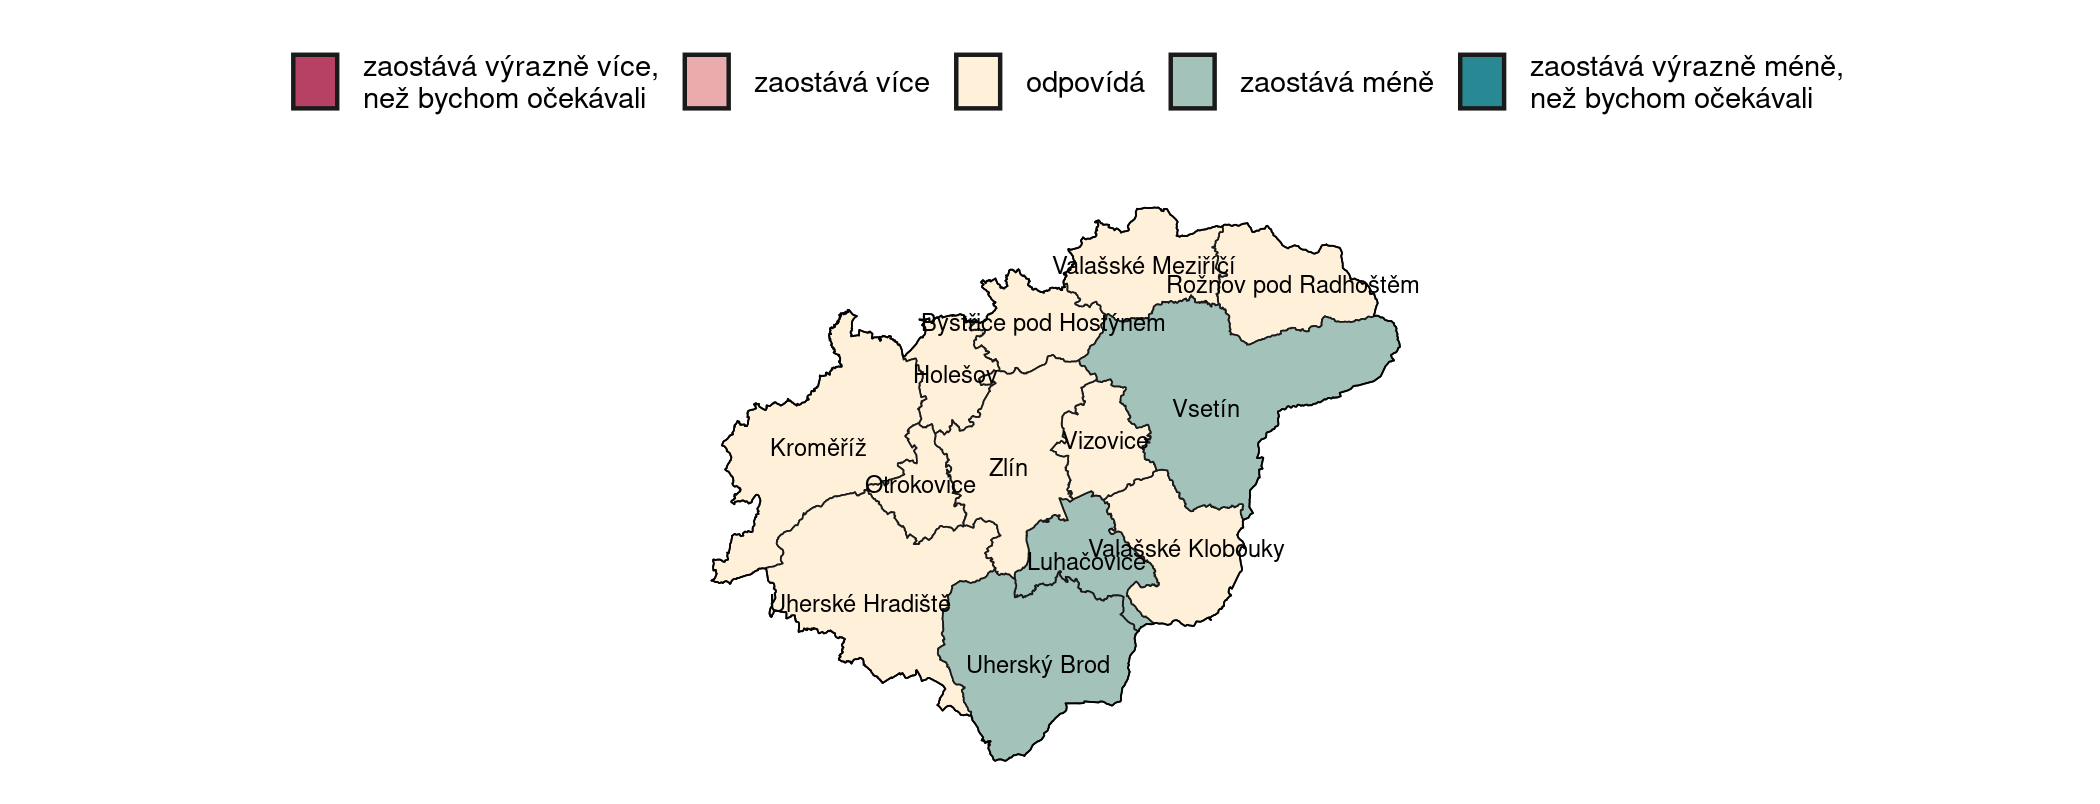 zaostává výrazně více,
než bychom očekávali
zaostává více
odpovídá
zaostává méně
zaostává výrazně méně,
než bychom očekávali
Valašské Meziříčí
Rožnov pod Radhoštěm
Bystřice pod Hostýnem
Holešov
Vsetín
Vizovice
Kroměříž
Zlín
Otrokovice
Valašské Klobouky
Luhačovice
Uherské Hradiště
Uherský Brod